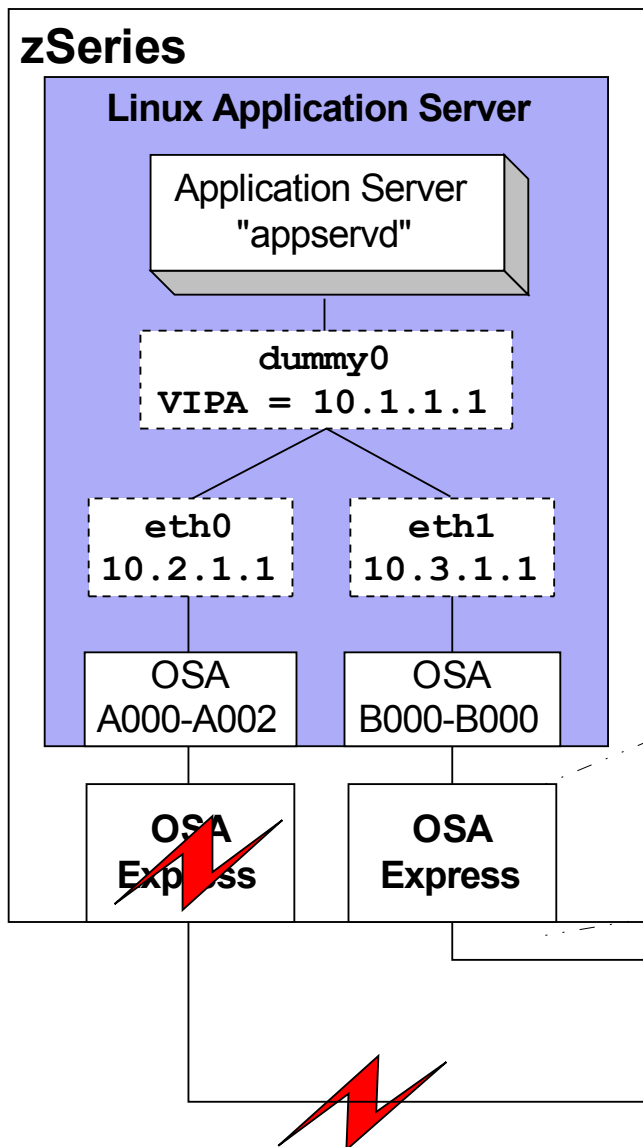 zSeries
Linux Application Server
Application Server
"appservd"
dummy0
VIPA = 10.1.1.1
eth0
10.2.1.1
eth1
10.3.1.1
OSA
A000-A002
OSA
B000-B000
OSA
Express
OSA
Express